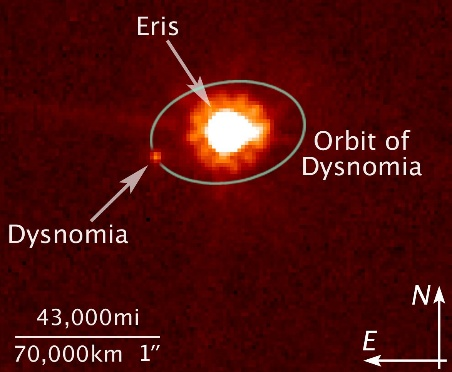 Eris
Orbit of
Dysnomia
Dysnomia
43,000mi
70,000km 1″
N
E